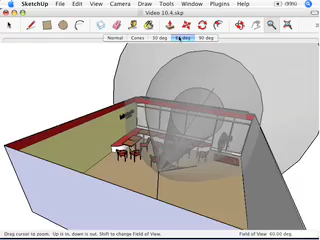 SketchUp File Edit View Camera Draw Tools Window Plugins Help (99%)
Video 10.4.skp
Normal Cones 30 deg 60 deg 90 deg
Drag cursor to zoom. Up is in, down is out. Shift to change Field of View. Field of View 60.00 deg.